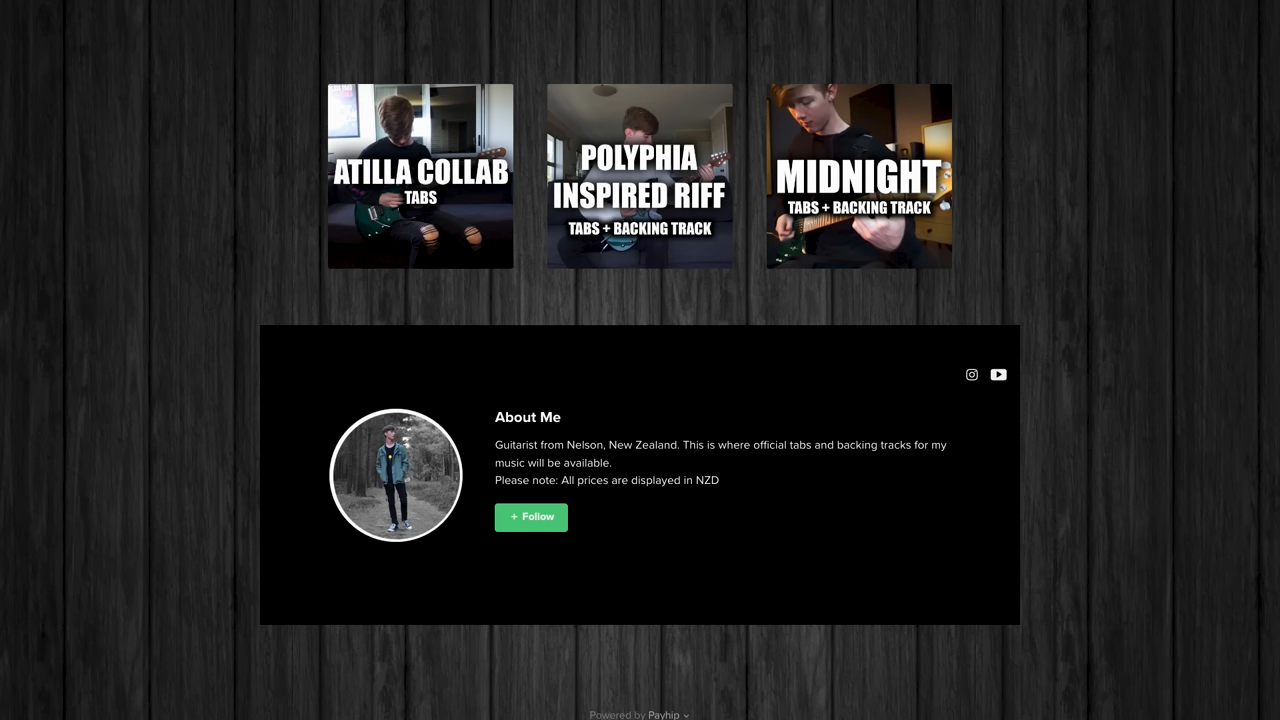 ATILLA COLLAB
TABS
POLYPHIA
INSPIRED RIFF
TABS + BACKING TRACK
MIDNIGHT
TABS + BACKING TRACK
About Me
Guitarist from Nelson, New Zealand. This is where official tabs and backing tracks for my
music will be available.
Please note: All prices are displayed in NZD
+ Follow
Powered by Payhip